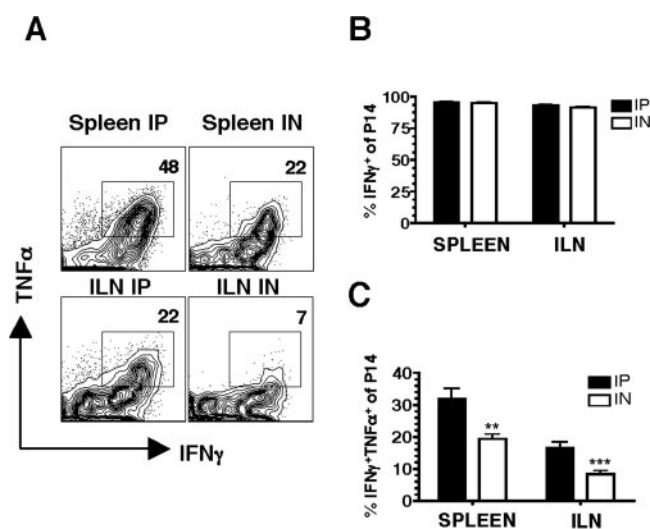 A
Spleen IP
Spleen IN
48
22
ILN IP
ILN IN
22
7
TNFα
IFNγ
B
% IFNγ+ of P14
100
75
50
25
0
SPLEEN
ILN
IP
IN
C
% IFNγ+TNFα+ of P14
40
30
20
10
0
**
***
SPLEEN
ILN
IP
IN